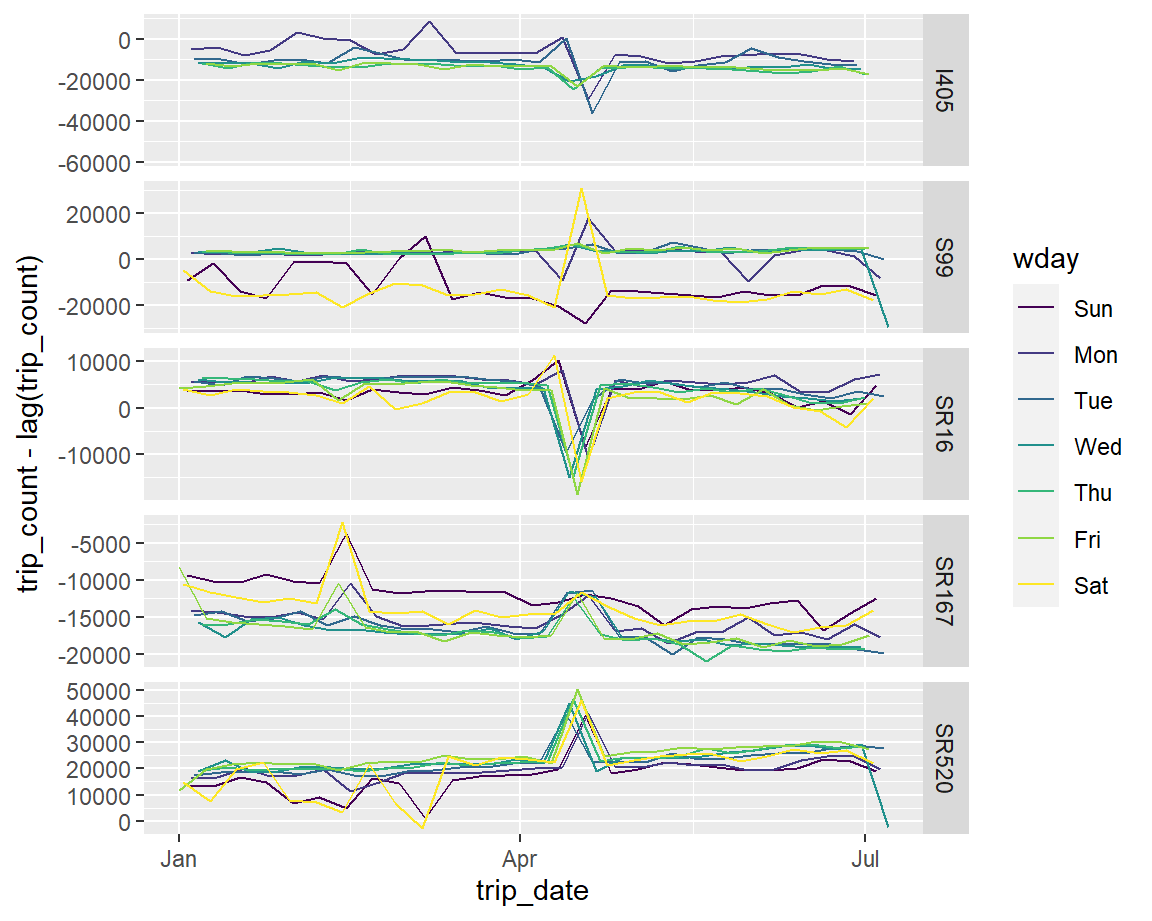 0
-20000
-40000
-60000
I405
20000
0
-20000
S99
10000
0
-10000
SR16
-5000
-10000
-15000
-20000
SR167
50000
40000
30000
20000
10000
0
SR520
Jan
Apr
Jul
trip_date
trip_count - lag(trip_count)
wday
Sun
Mon
Tue
Wed
Thu
Fri
Sat